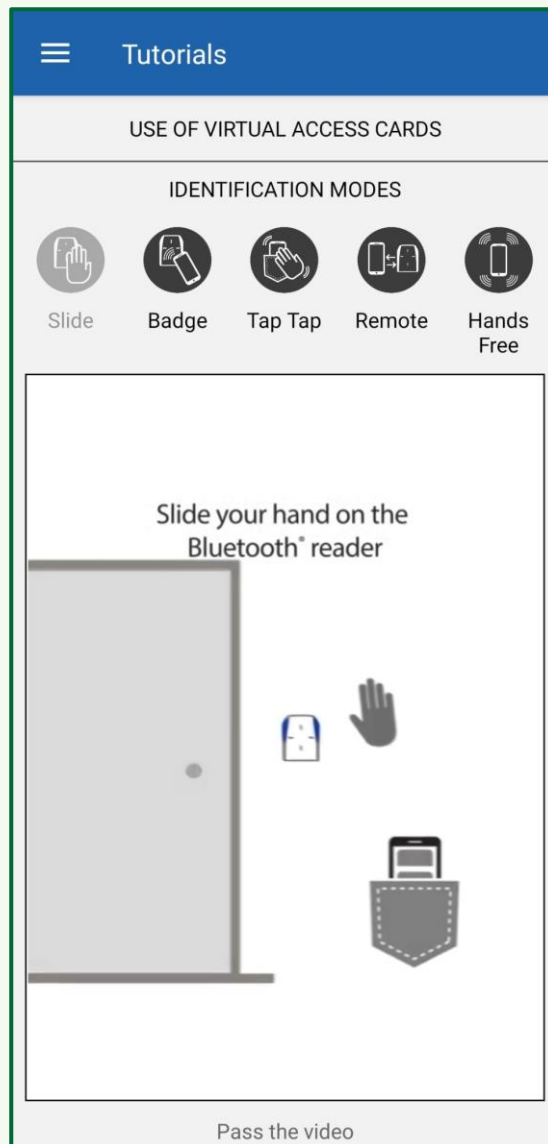 Tutorials
USE OF VIRTUAL ACCESS CARDS
IDENTIFICATION MODES
Slide
Badge
Tap Tap
Remote
Hands
Free
Slide your hand on the
Bluetooth® reader
Pass the video